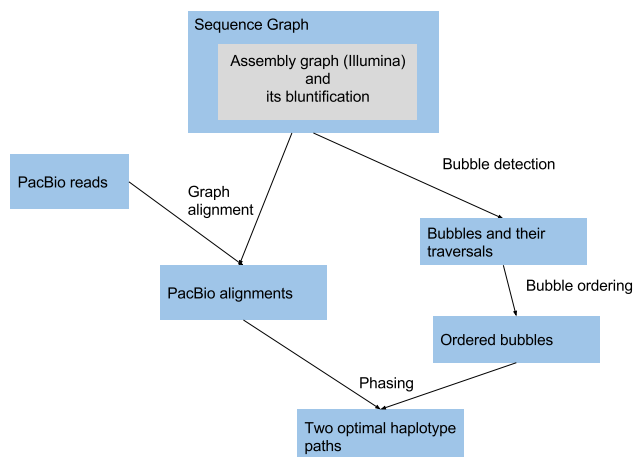 Sequence Graph
Assembly graph (Illumina)
and
its bluntification
Bubble detection
PacBio reads
Graph
alignment
Bubbles and their
traversals
PacBio alignments
Bubble ordering
Ordered bubbles
Phasing
Two optimal haplotype
paths